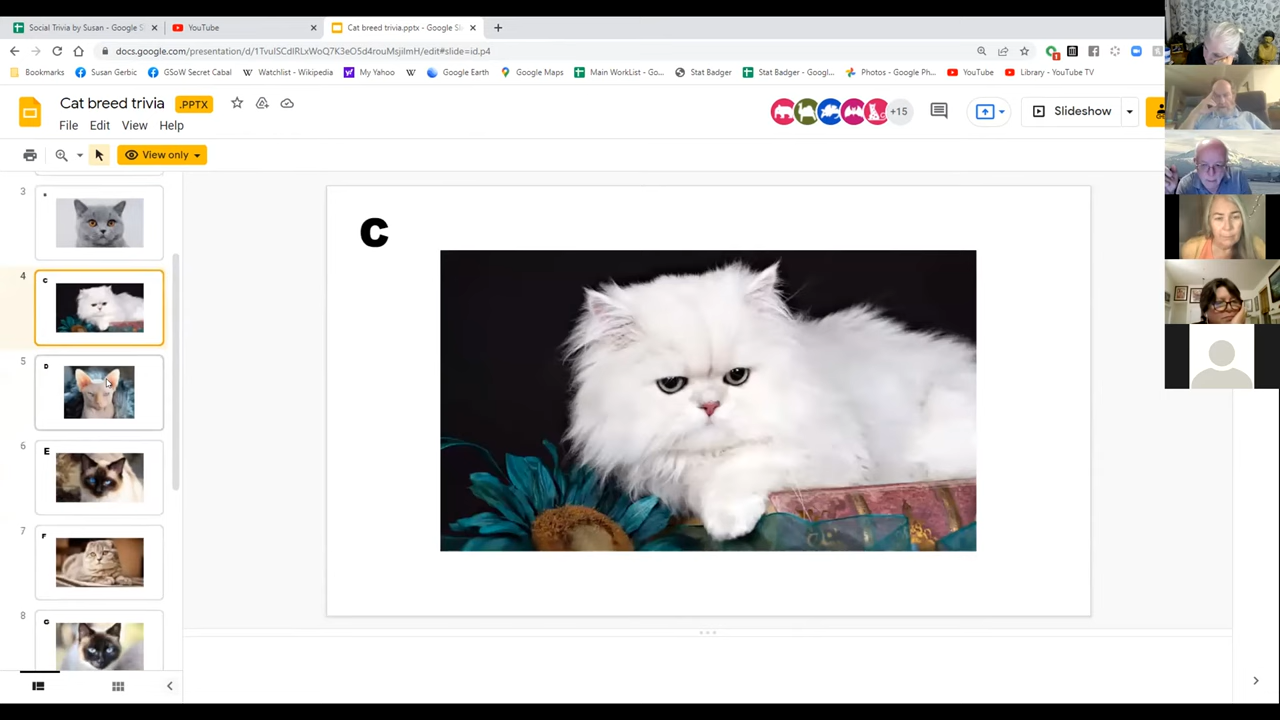 Social Trivia by Susan - Google S
YouTube
Cat breed trivia.pptx - Google Sl
docs.google.com/presentation/d/1TvulSCdlRLxWoQ7K3eO5d4rouMsjilmH/edit#slide=id.p4
Bookmarks
Susan Gerbic
GSoW Secret Cabal
Watchlist - Wikipedia
My Yahoo
Google Earth
Google Maps
Main WorkList - Go...
Stat Badger
Stat Badger - Googl...
Photos - Google Ph...
YouTube
Library - YouTube TV
Cat breed trivia
.PPTX
File Edit View Help
+15
Slideshow
View only
3
4
C
5
D
6
E
7
F
8
G
C